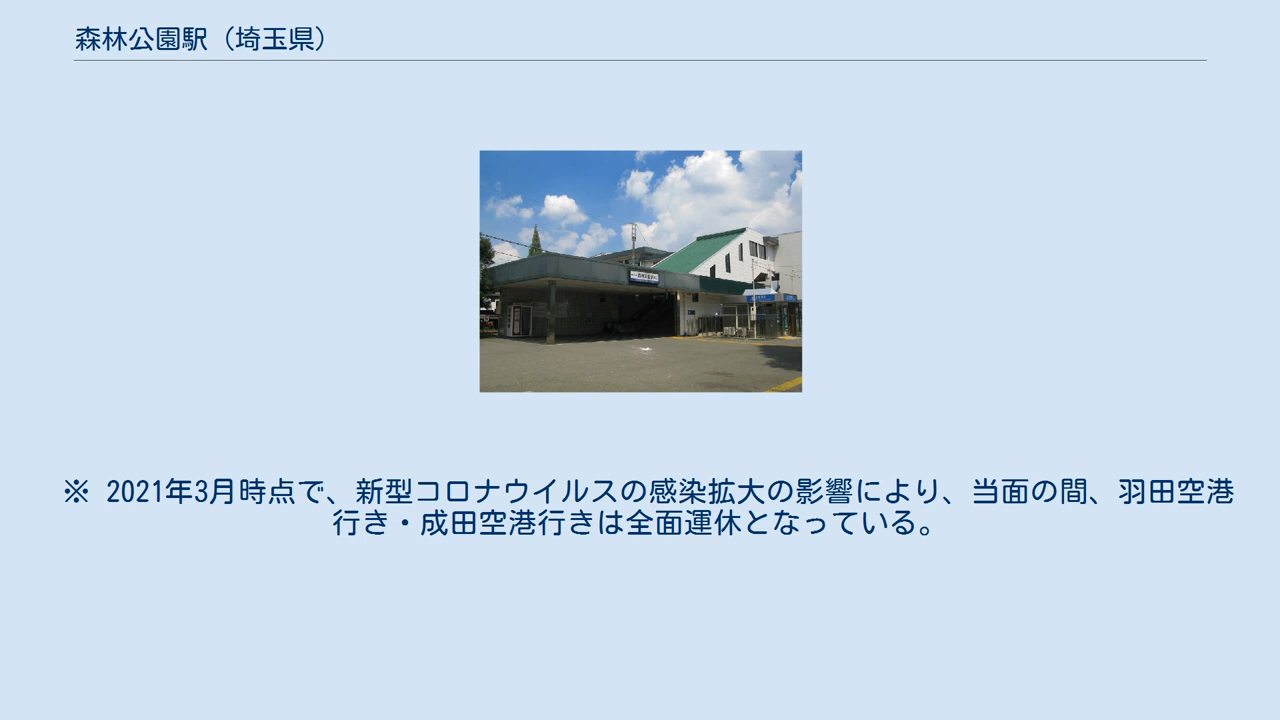 森林公園駅（埼玉県）
※ 2021年3月時点で、新型コロナウイルスの感染拡大の影響により、当面の間、羽田空港
行き・成田空港行きは全面運休となっている。